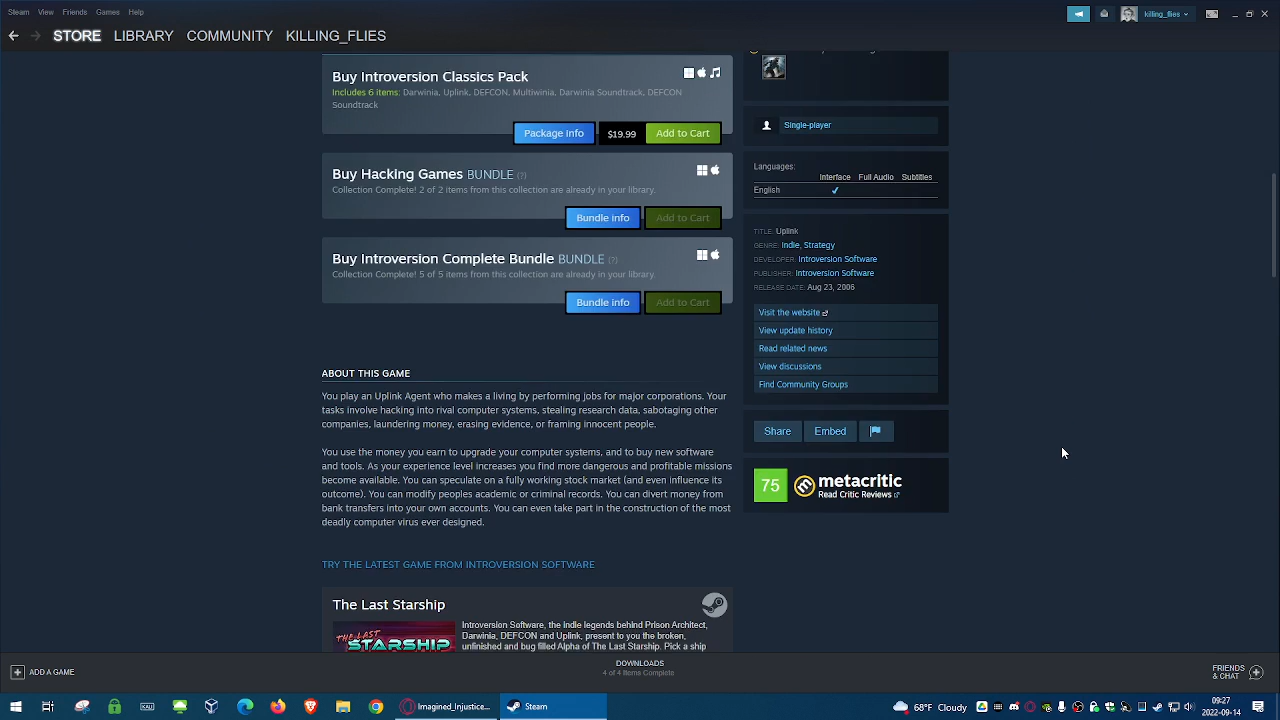 Steam View Friends Games Help
killing_flies
STORE LIBRARY COMMUNITY KILLING_FLIES
Buy Introversion Classics Pack
Includes 6 items: Darwinia, Uplink, DEFCON, Multiwinia, Darwinia Soundtrack, DEFCON
Soundtrack
Package info $19.99 Add to Cart
Buy Hacking Games BUNDLE (?)
Collection Complete! 2 of 2 items from this collection are already in your library.
Bundle info Add to Cart
Buy Introversion Complete Bundle BUNDLE (?)
Collection Complete! 5 of 5 items from this collection are already in your library.
Bundle info Add to Cart
ABOUT THIS GAME
You play an Uplink Agent who makes a living by performing jobs for major corporations. Your
tasks involve hacking into rival computer systems, stealing research data, sabotaging other
companies, laundering money, erasing evidence, or framing innocent people.
You use the money you earn to upgrade your computer systems, and to buy new software
and tools. As your experience level increases you find more dangerous and profitable missions
become available. You can speculate on a fully working stock market (and even influence its
outcome). You can modify peoples academic or criminal records. You can divert money from
bank transfers into your own accounts. You can even take part in the construction of the most
deadly computer virus ever designed.
TRY THE LATEST GAME FROM INTROVERSION SOFTWARE
The Last Starship
THE LAST
STARSHIP
Introversion Software, the indie legends behind Prison Architect,
Darwinia, DEFCON and Uplink, present to you the broken,
unfinished and bug filled Alpha of The Last Starship. Pick a ship
Single-player
Languages:
Interface Full Audio Subtitles
English ✔
TITLE: Uplink
GENRE: Indie, Strategy
DEVELOPER: Introversion Software
PUBLISHER: Introversion Software
RELEASE DATE: Aug 23, 2006
Visit the website
View update history
Read related news
View discussions
Find Community Groups
Share Embed
75 metacritic
Read Critic Reviews
ADD A GAME
DOWNLOADS
4 of 4 Items Complete
FRIENDS
& CHAT
Imagined_Injustice...
Steam
68°F Cloudy
09:27
2022-09-14